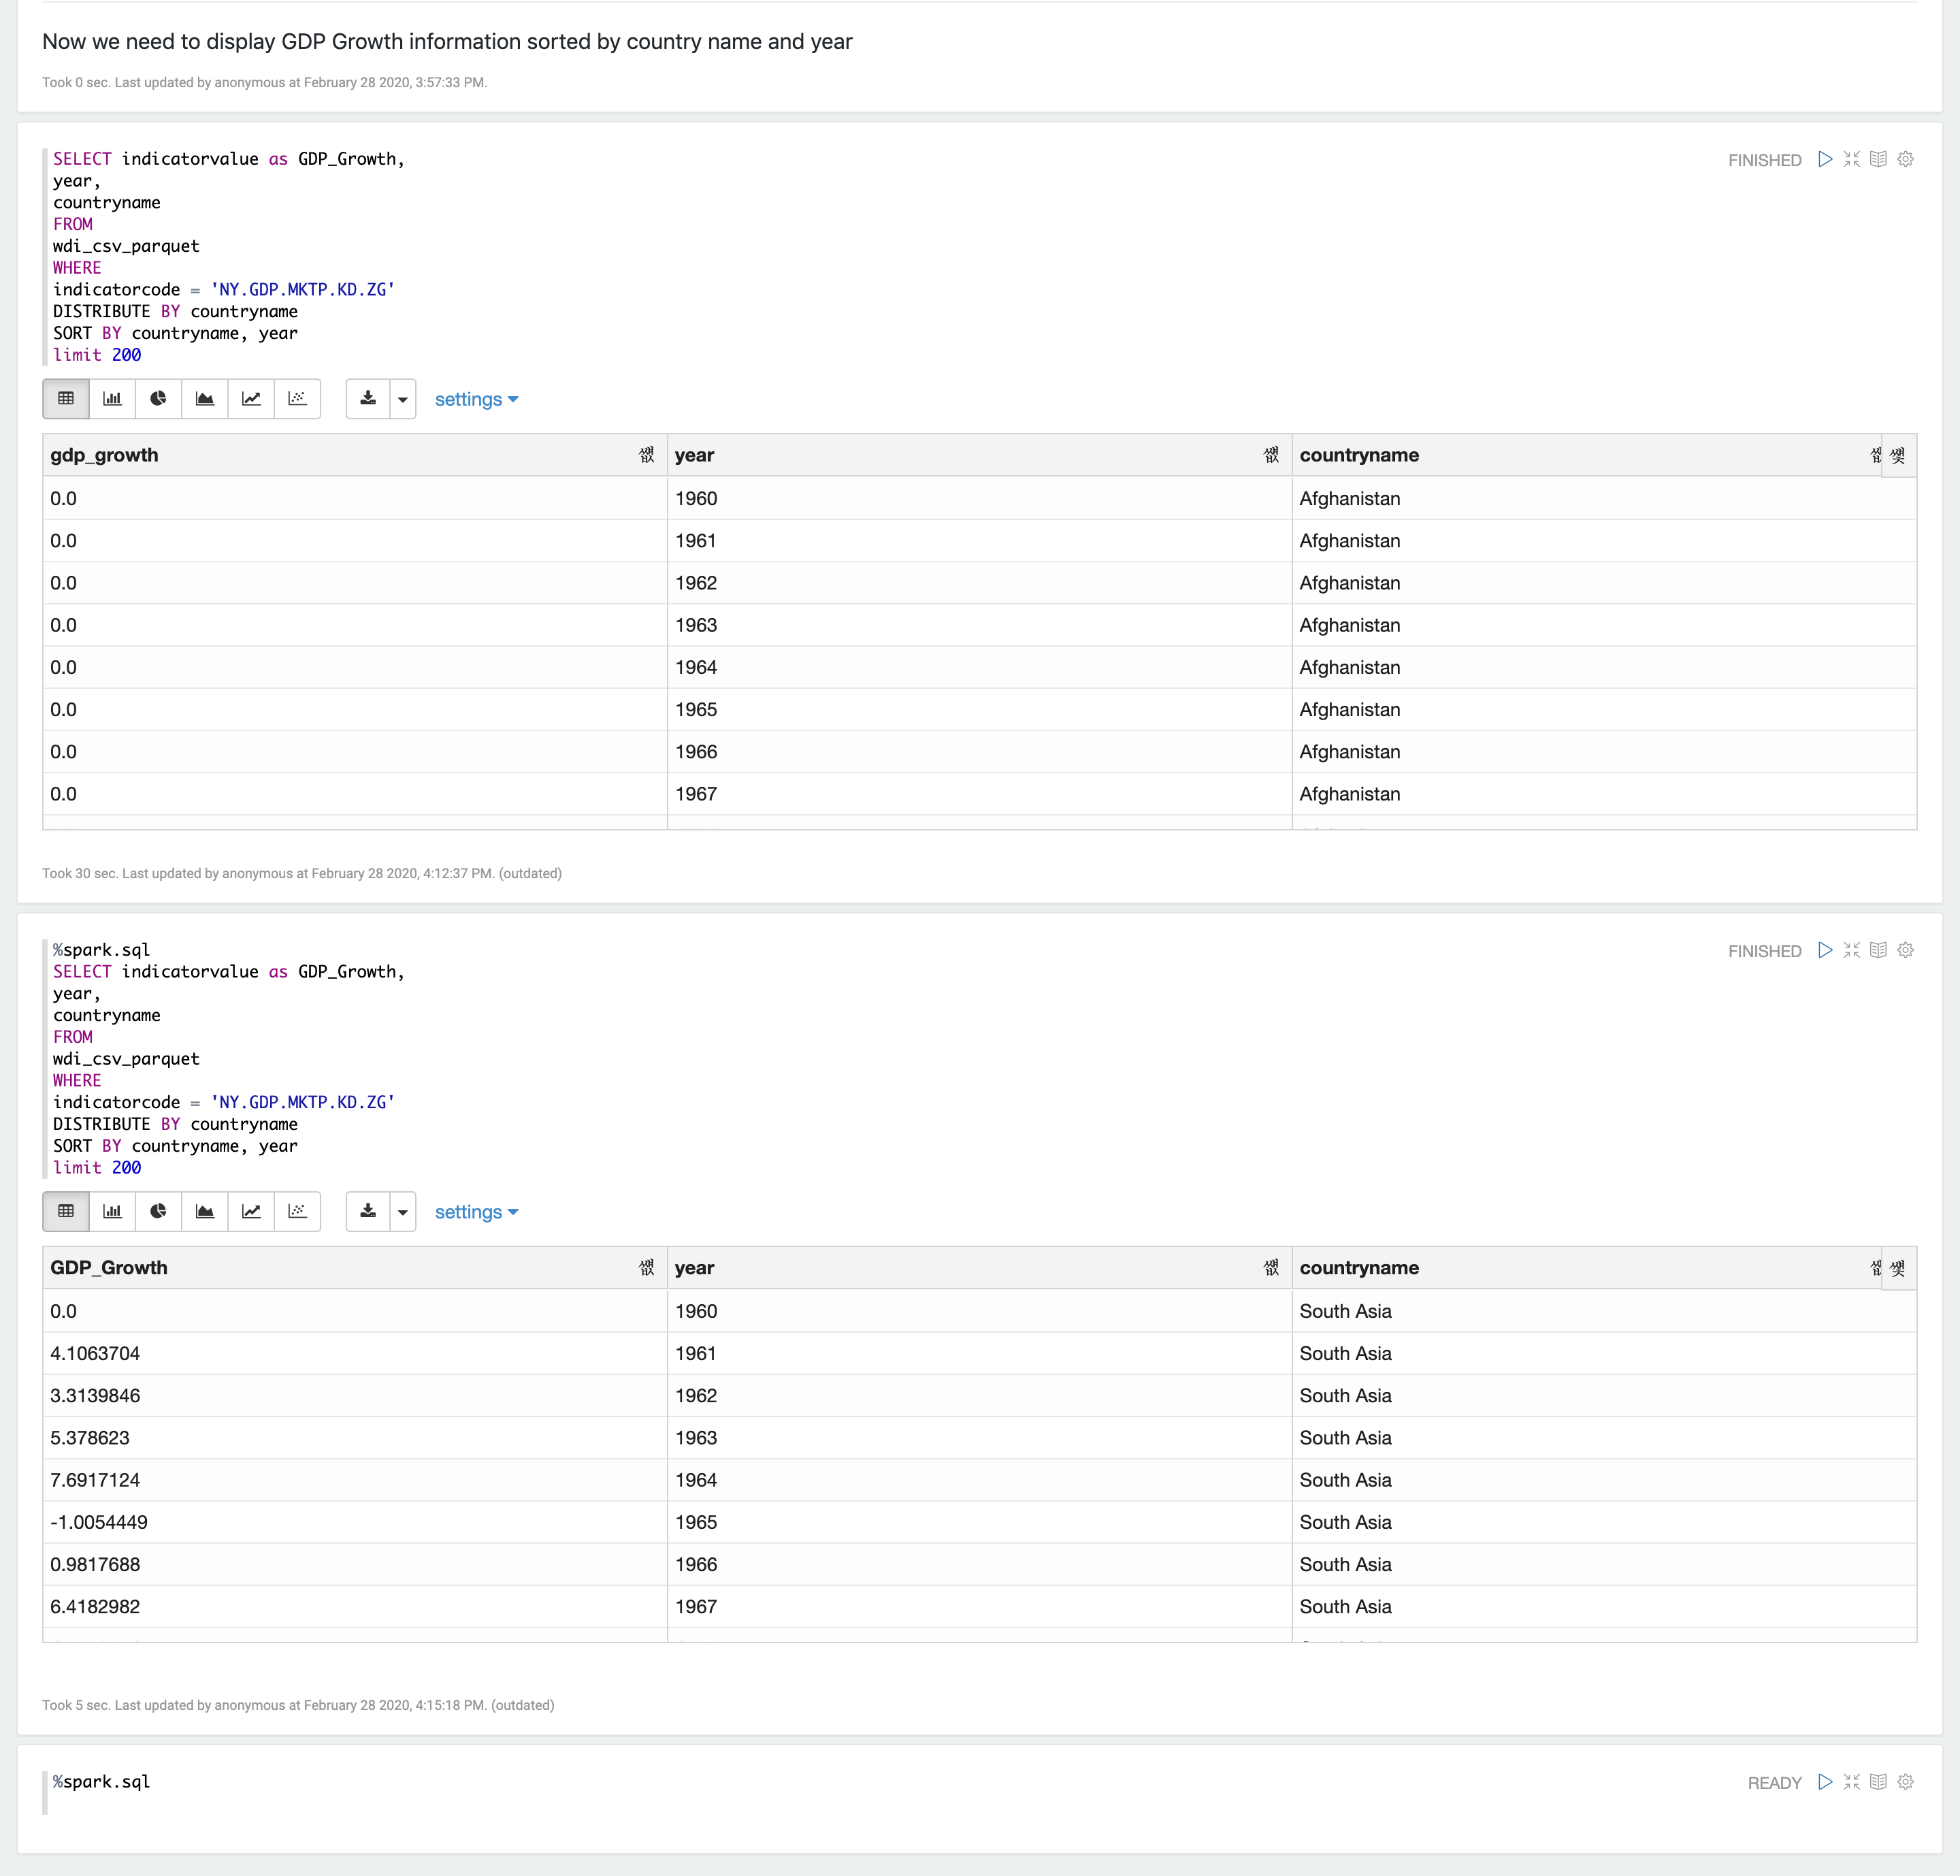 Now we need to display GDP Growth information sorted by country name and year
Took 0 sec. Last updated by anonymous at February 28 2020, 3:57:33 PM.
SELECT indicatorvalue as GDP_Growth,
year,
countryname
FROM
wdi_csv_parquet
WHERE
indicatorcode = 'NY.GDP.MKTP.KD.ZG'
DISTRIBUTE BY countryname
SORT BY countryname, year
limit 200
FINISHED
settings
gdp_growth year countryname
0.0 1960 Afghanistan
0.0 1961 Afghanistan
0.0 1962 Afghanistan
0.0 1963 Afghanistan
0.0 1964 Afghanistan
0.0 1965 Afghanistan
0.0 1966 Afghanistan
0.0 1967 Afghanistan
Took 30 sec. Last updated by anonymous at February 28 2020, 4:12:37 PM. (outdated)
%spark.sql
SELECT indicatorvalue as GDP_Growth,
year,
countryname
FROM
wdi_csv_parquet
WHERE
indicatorcode = 'NY.GDP.MKTP.KD.ZG'
DISTRIBUTE BY countryname
SORT BY countryname, year
limit 200
FINISHED
settings
GDP_Growth year countryname
0.0 1960 South Asia
4.1063704 1961 South Asia
3.3139846 1962 South Asia
5.378623 1963 South Asia
7.6917124 1964 South Asia
-1.0054449 1965 South Asia
0.9817688 1966 South Asia
6.4182982 1967 South Asia
Took 5 sec. Last updated by anonymous at February 28 2020, 4:15:18 PM. (outdated)
%spark.sql
READY